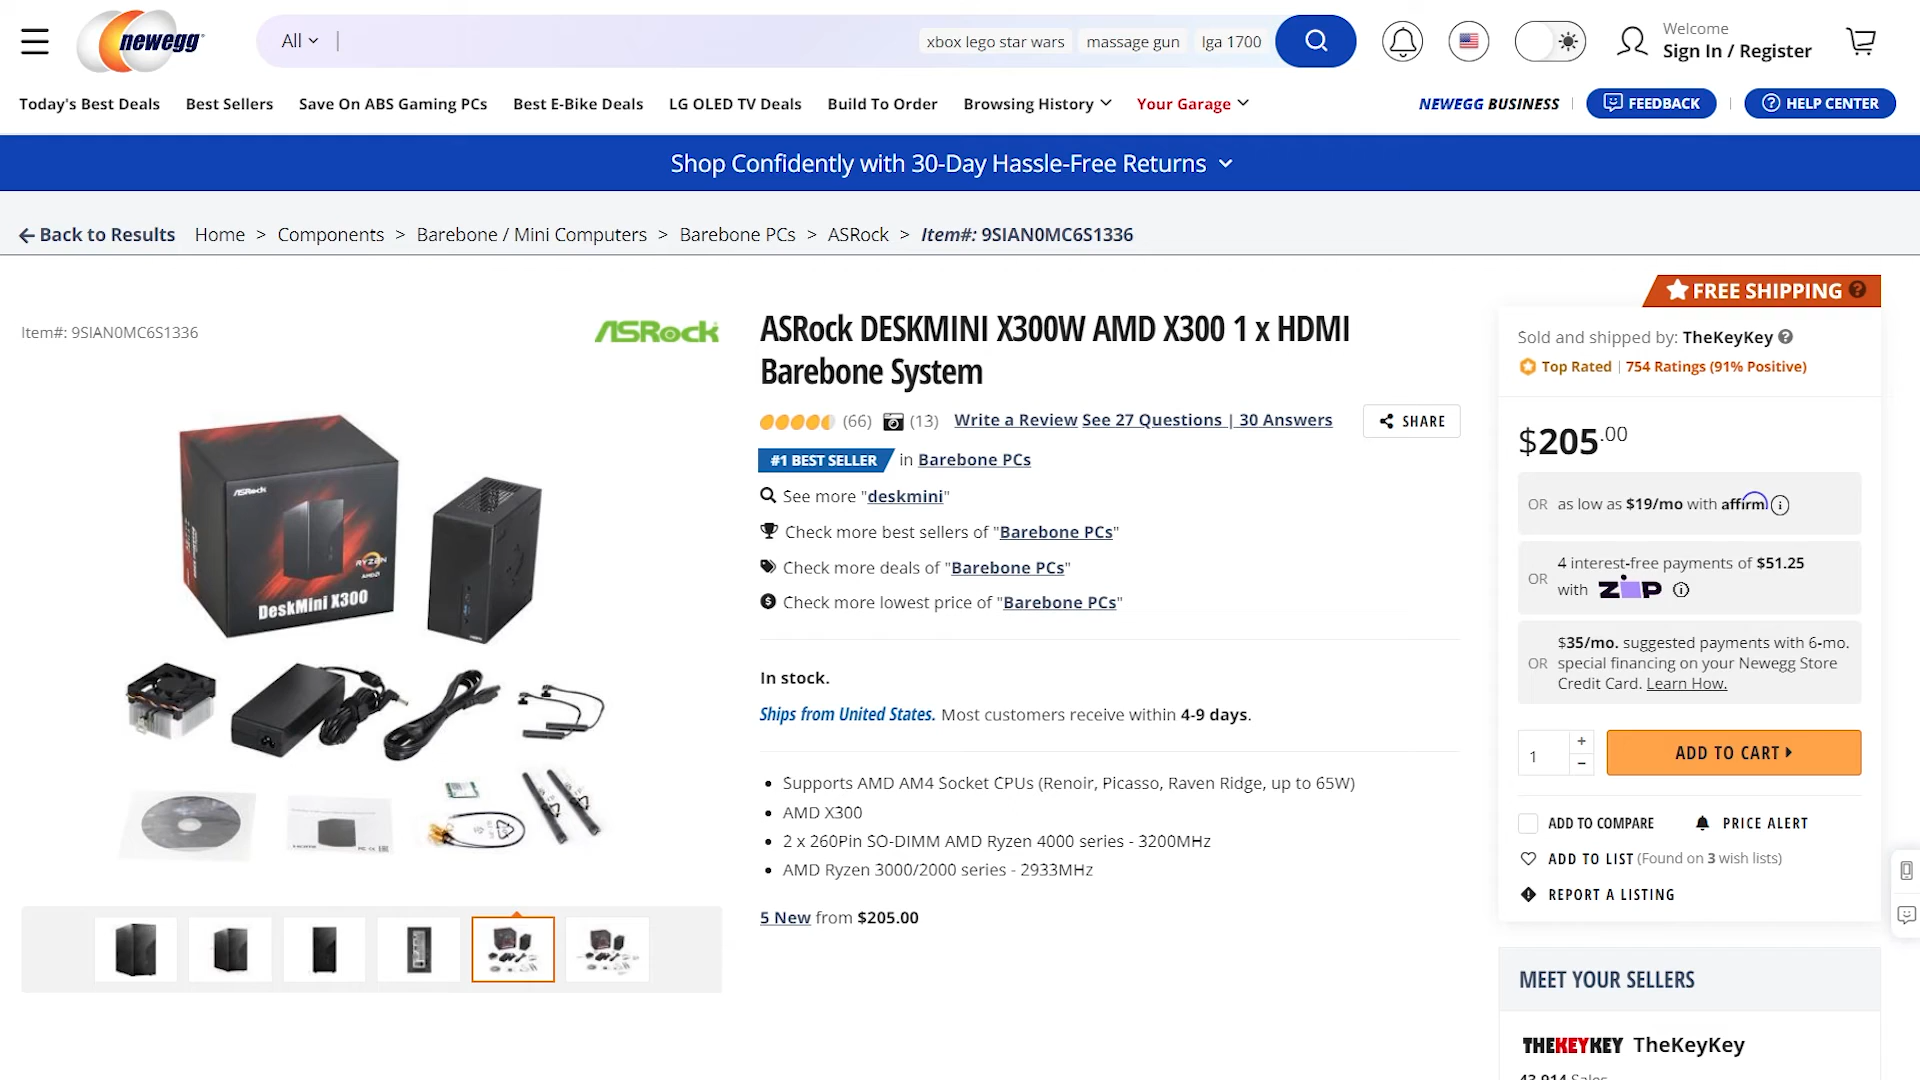 newegg
All
xbox lego star wars
massage gun
lga 1700
Welcome
Sign In / Register
Today's Best Deals
Best Sellers
Save On ABS Gaming PCs
Best E-Bike Deals
LG OLED TV Deals
Build To Order
Browsing History
Your Garage
NEWEGG BUSINESS
FEEDBACK
HELP CENTER
Shop Confidently with 30-Day Hassle-Free Returns
Back to Results
Home > Components > Barebone / Mini Computers > Barebone PCs > ASRock > Item#: 9SIAN0MC6S1336
Item#: 9SIAN0MC6S1336
ASRock
ASRock
RYZEN
AMD
DeskMini X300
ASRock DESKMINI X300W AMD X300 1 x HDMI
Barebone System
(66)
(13)
Write a Review
See 27 Questions | 30 Answers
SHARE
#1 BEST SELLER in Barebone PCs
See more "deskmini"
Check more best sellers of "Barebone PCs"
Check more deals of "Barebone PCs"
Check more lowest price of "Barebone PCs"
In stock.
Ships from United States. Most customers receive within 4-9 days.
Supports AMD AM4 Socket CPUs (Renoir, Picasso, Raven Ridge, up to 65W)
AMD X300
2 x 260Pin SO-DIMM AMD Ryzen 4000 series - 3200MHz
AMD Ryzen 3000/2000 series - 2933MHz
5 New from $205.00
FREE SHIPPING
Sold and shipped by: TheKeyKey
Top Rated | 754 Ratings (91% Positive)
$205.00
OR as low as $19/mo with affirm
OR 4 interest-free payments of $51.25
with ZIP
OR $35/mo. suggested payments with 6-mo.
special financing on your Newegg Store
Credit Card. Learn How.
1
+
-
ADD TO CART
ADD TO COMPARE
PRICE ALERT
ADD TO LIST (Found on 3 wish lists)
REPORT A LISTING
MEET YOUR SELLERS
THEKEYKEY TheKeyKey
43,914 Sales